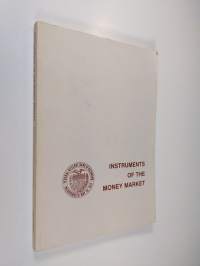 INSTRUMENTS
OF THE
MONEY MARKET